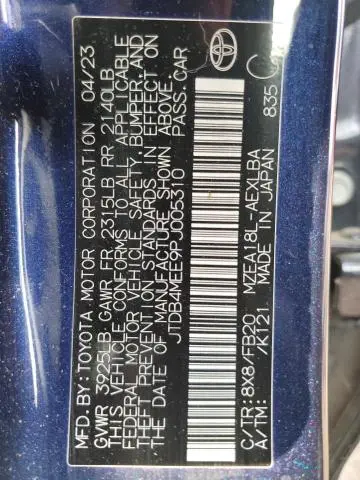 MFD.BY:TOYOTA MOTOR CORPORATION 04/23
GVWR 3925LB GAWR FR 2315LB RR 2140LB
THIS VEHICLE CONFORMS TO ALL APPLICABLE
FEDERAL MOTOR VEHICLE SAFETY,BUMPER,AND
THEFT PREVENTION STANDARDS IN EFFECT ON
THE DATE OF MANUFACTURE SHOWN ABOVE.
JTDB4MEE9PJ005310 PASS.CAR
C/TR:8X8/FB20 MZEA18L-AEXLBA
A/TM: /K121 MADE IN JAPAN
835
TOYOTA